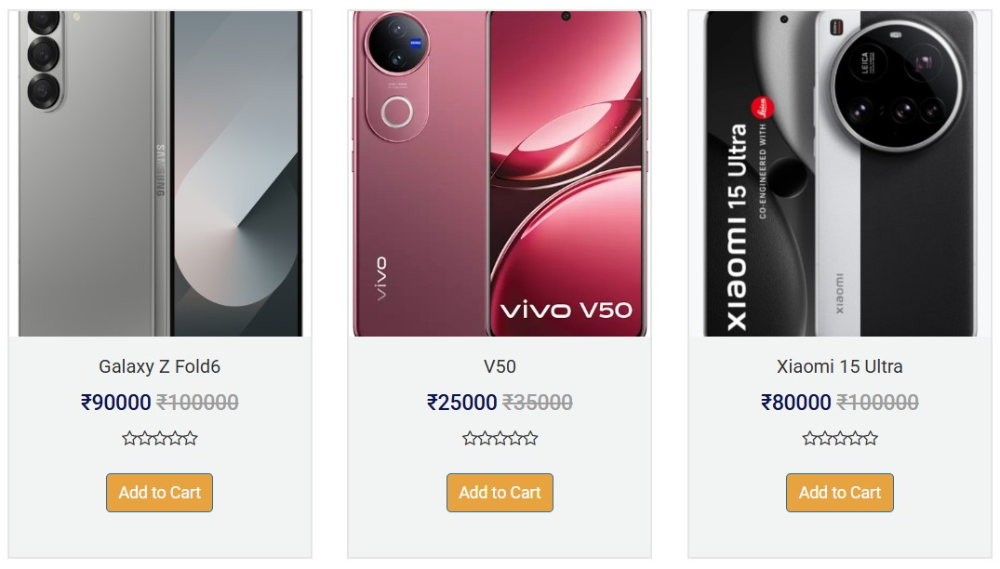 SAMSUNG
ZEISS
vivo
vivo V50
LEICA
xiaomi 15 Ultra
CO-ENGINEERED WITH
Leica
xiaomi
Galaxy Z Fold6
₹90000 ₹100000
Add to Cart
V50
₹25000 ₹35000
Add to Cart
Xiaomi 15 Ultra
₹80000 ₹100000
Add to Cart